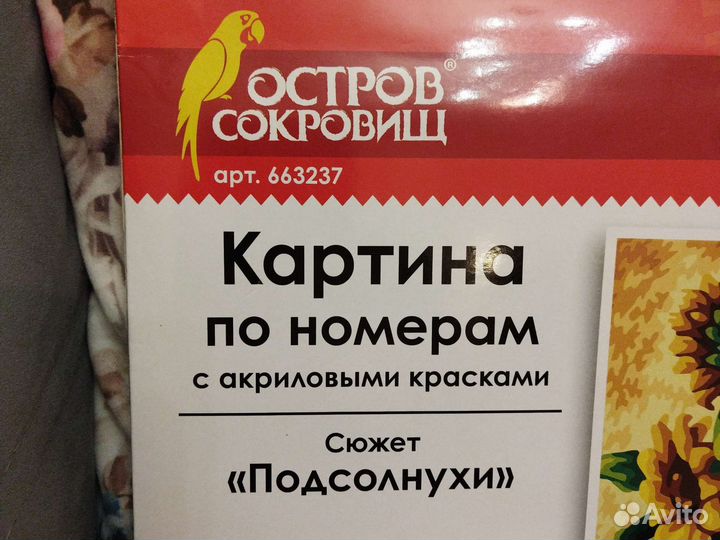 ОСТРОВ®
СОКРОВИЩ
арт. 663237
Картина
по номерам
с акриловыми красками
Сюжет
«Подсолнухи»
Avito